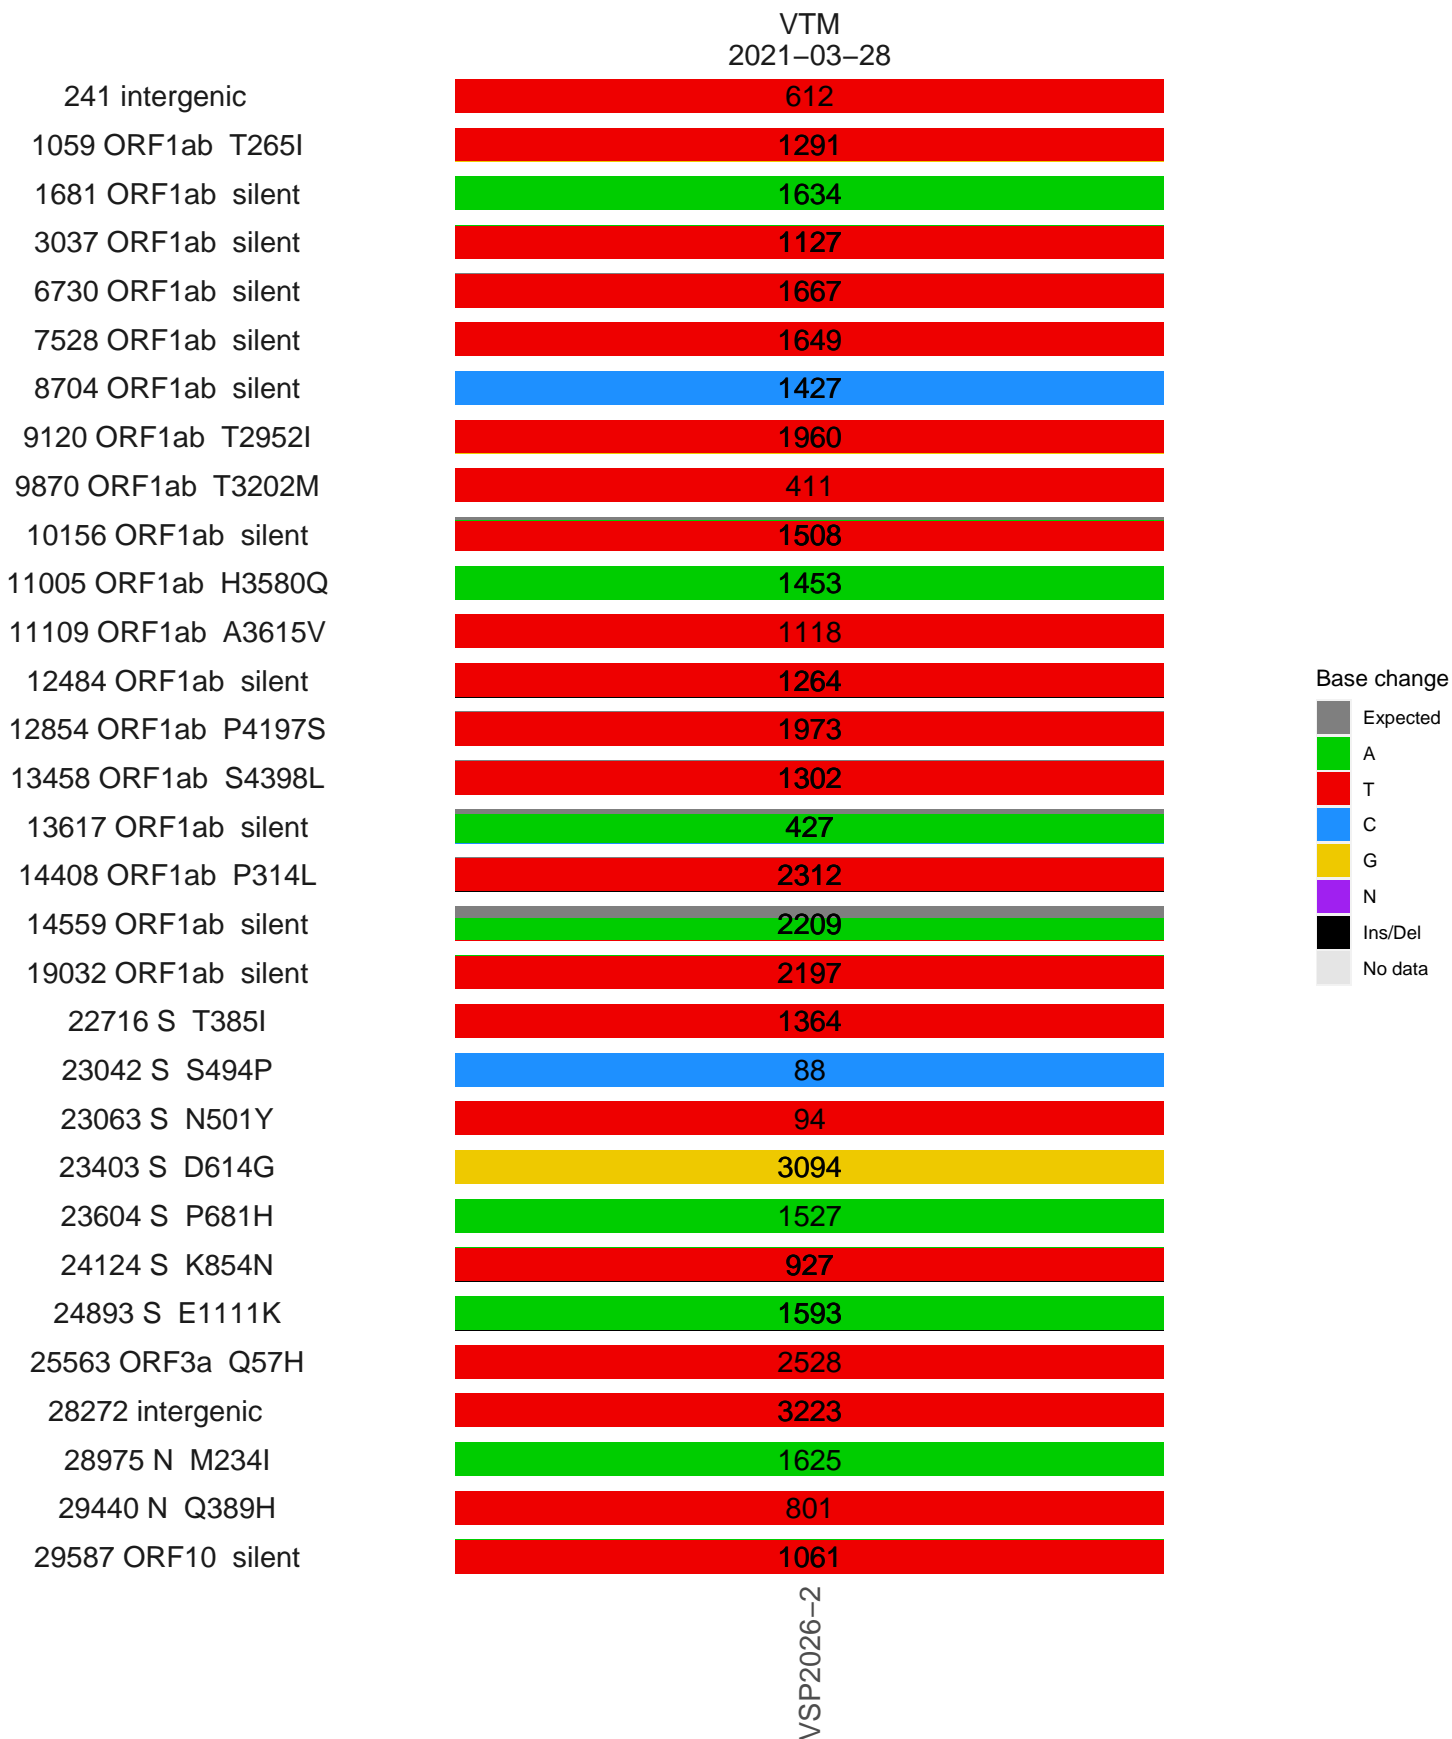 VTM
2021−03−28
241 intergenic 612
1059 ORF1ab T265I 1291
1681 ORF1ab silent 1634
3037 ORF1ab silent 1127
6730 ORF1ab silent 1667
7528 ORF1ab silent 1649
8704 ORF1ab silent 1427
9120 ORF1ab T2952I 1960
9870 ORF1ab T3202M 411
10156 ORF1ab silent 1508
11005 ORF1ab H3580Q 1453
11109 ORF1ab A3615V 1118
12484 ORF1ab silent 1264
12854 ORF1ab P4197S 1973
13458 ORF1ab S4398L 1302
13617 ORF1ab silent 427
14408 ORF1ab P314L 2312
14559 ORF1ab silent 2209
19032 ORF1ab silent 2197
22716 S T385I 1364
23042 S S494P 88
23063 S N501Y 94
23403 S D614G 3094
23604 S P681H 1527
24124 S K854N 927
24893 S E1111K 1593
25563 ORF3a Q57H 2528
28272 intergenic 3223
28975 N M234I 1625
29440 N Q389H 801
29587 ORF10 silent 1061
VSP2026−2
Base change
Expected
A
T
C
G
N
Ins/Del
No data